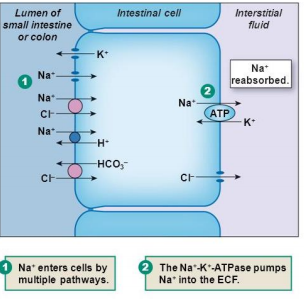 Lumen of
small intestine
or colon
Intestinal cell
Interstitial
fluid
K⁺
1
Na⁺
Na⁺
Cl⁻
Na⁺
H⁺
HCO₃⁻
Cl⁻
Na⁺
reabsorbed.
2
Na⁺
ATP
K⁺
Cl⁻
1 Na⁺ enters cells by
multiple pathways.
2 The Na⁺-K⁺-ATPase pumps
Na⁺ into the ECF.